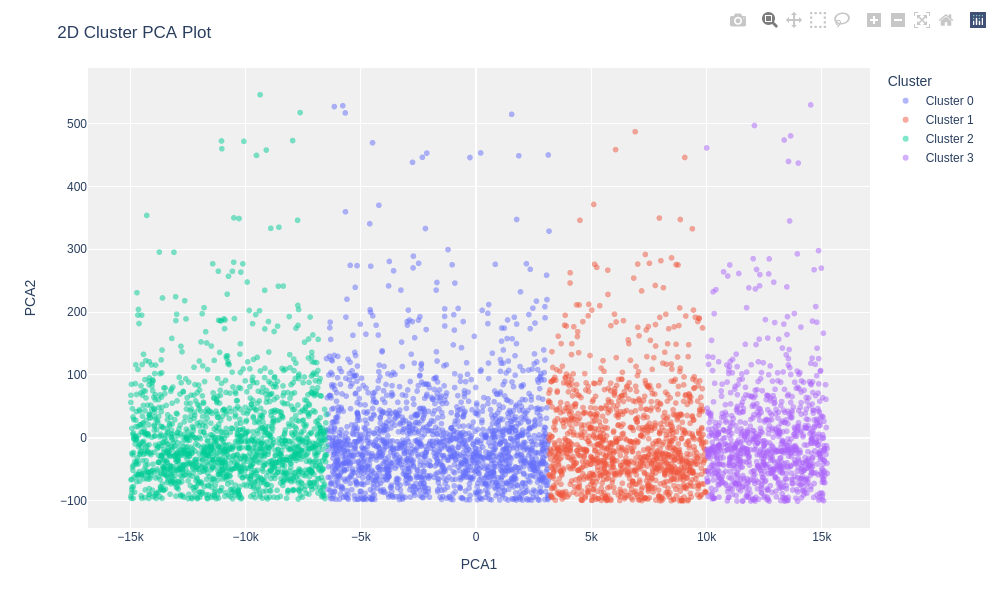 2D Cluster PCA Plot
Cluster
Cluster 0
Cluster 1
Cluster 2
Cluster 3
500
400
300
200
100
0
−100
PCA2
−15k
−10k
−5k
0
5k
10k
15k
PCA1